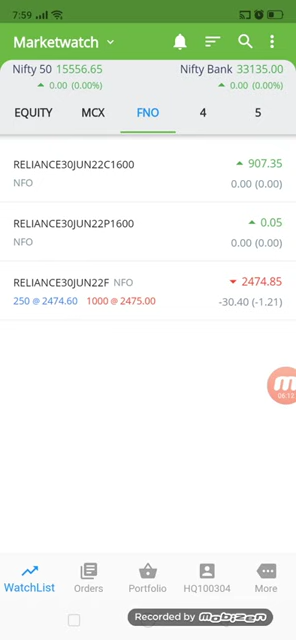 7:59
Marketwatch
Nifty 50 15556.65 Nifty Bank 33135.00
0.00 (0.00%) 0.00 (0.00%)
EQUITY MCX FNO 4 5
RELIANCE30JUN22C1600 907.35
NFO 0.00 (0.00)
RELIANCE30JUN22P1600 0.05
NFO 0.00 (0.00)
RELIANCE30JUN22F NFO 2474.85
250 @ 2474.60 1000 @ 2475.00 -30.40 (-1.21)
06:13
WatchList Orders Portfolio HQ100304 More
Recorded by mobizen